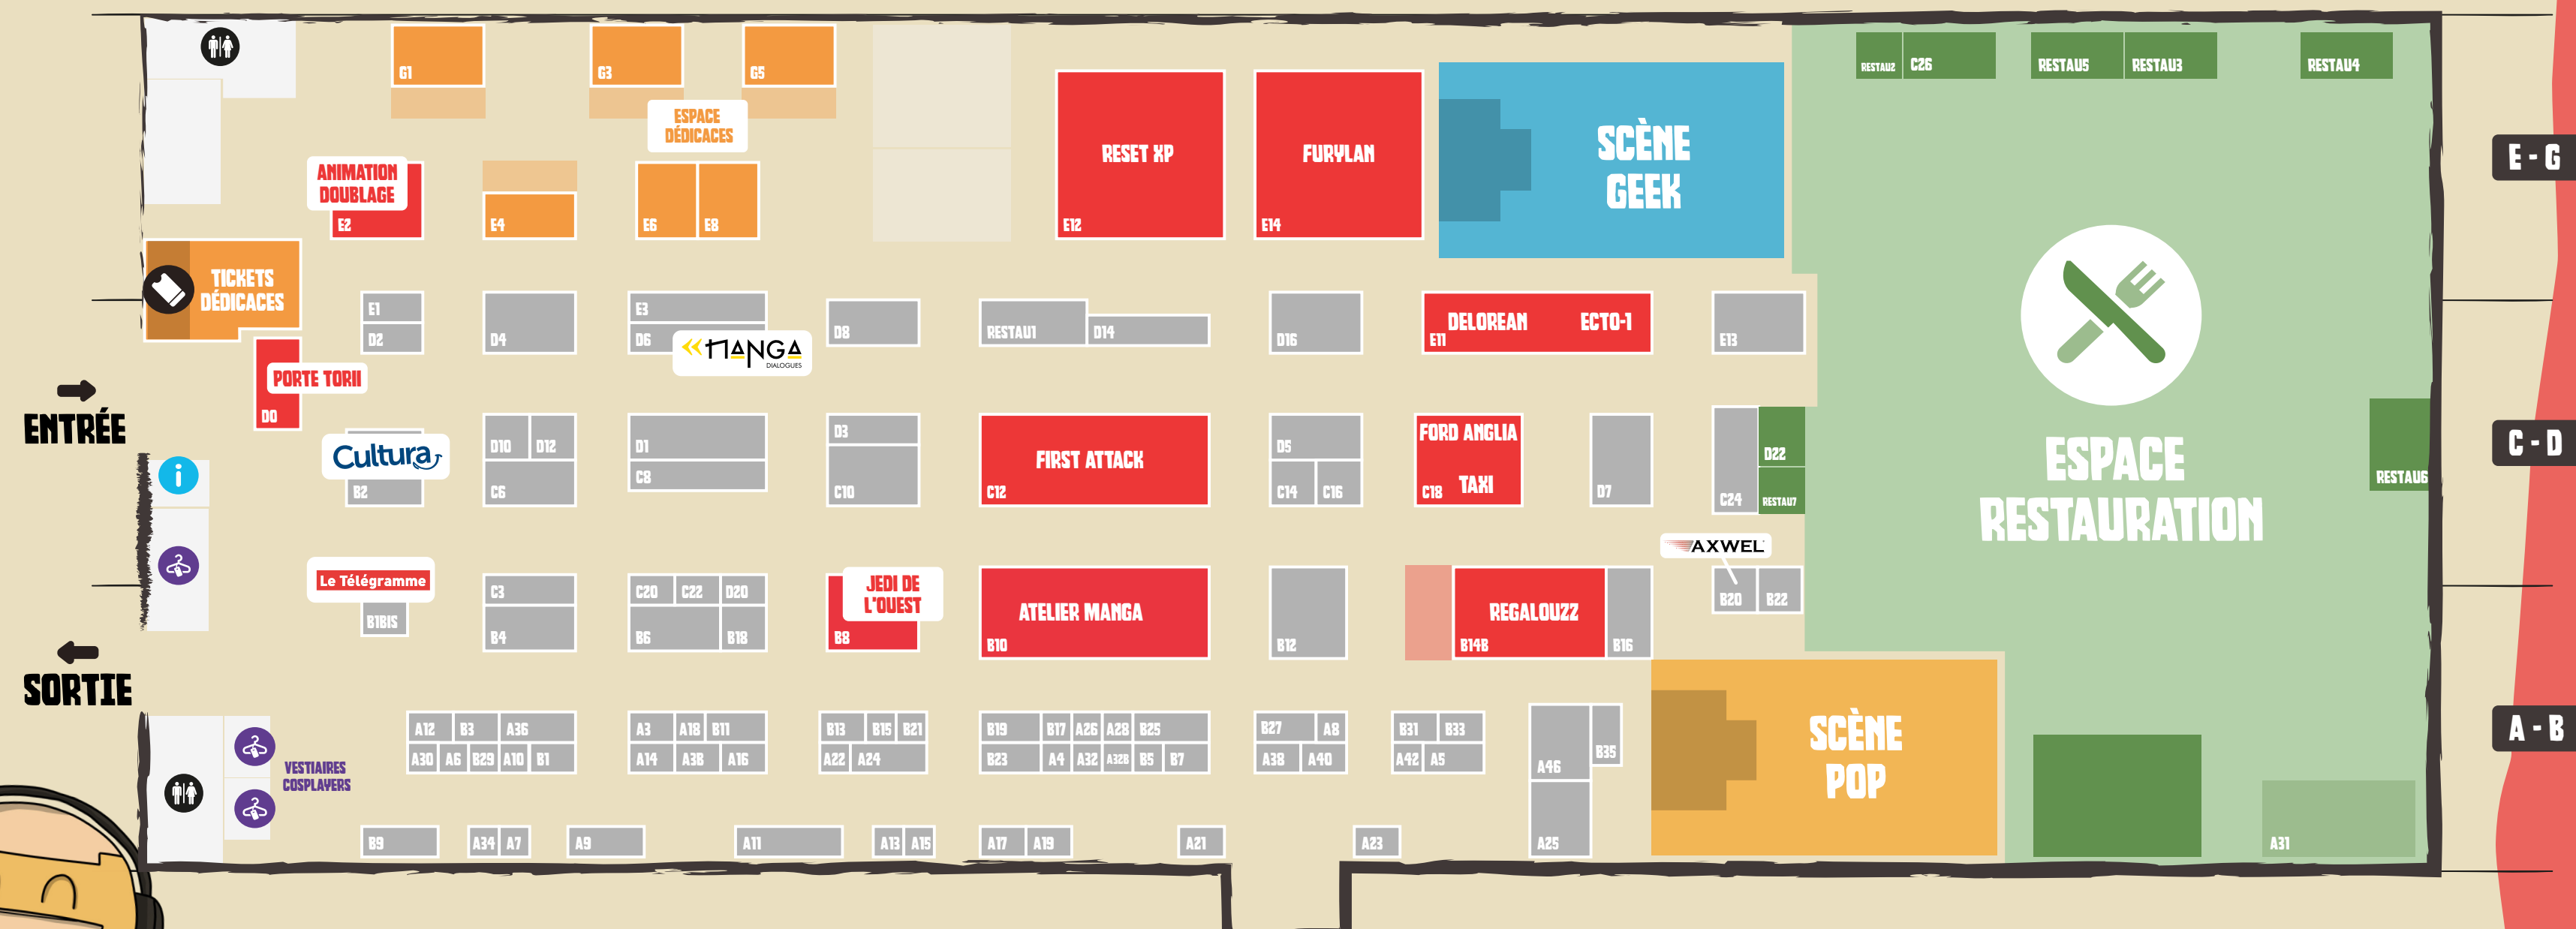 G1
G3
G5
RESTAU2
C26
RESTAU5
RESTAU3
RESTAU4
ESPACE
DÉDICACES
RESET XP
E12
FURYLAN
E14
SCÈNE
GEEK
E - G
ANIMATION
DOUBLAGE
E2
E4
E6
E8
TICKETS
DÉDICACES
E1
D2
D4
E3
D6
MANGA
DIALOGUES
D8
RESTAU1
D14
D16
E11
DELOREAN
ECTO-1
E13
PORTE TORII
D0
ENTRÉE
Cultura
B2
D10
D12
C6
D1
C8
D3
C10
FIRST ATTACK
C12
D5
C14
C16
FORD ANGLIA
C18
TAXI
D7
C24
D22
RESTAU7
ESPACE
RESTAURATION
RESTAU6
C - D
i
Le Télégramme
B1BIS
C3
B4
C20
C22
D20
B6
B18
JEDI DE
L'OUEST
B8
ATELIER MANGA
B10
B12
REGALOUZZ
B14B
B16
AXWEL
B20
B22
SORTIE
VESTIAIRES
COSPLAYERS
A12
B3
A36
A30
A6
B29
A10
B1
A3
A18
B11
A14
A3B
A16
B13
B15
B21
A22
A24
B19
B17
A26
A28
B25
B23
A4
A32
A32B
B5
B7
B27
A8
A38
A40
B31
B33
A42
A5
A46
B35
A25
SCÈNE
POP
A - B
B9
A34
A7
A9
A11
A13
A15
A17
A19
A21
A23
A31